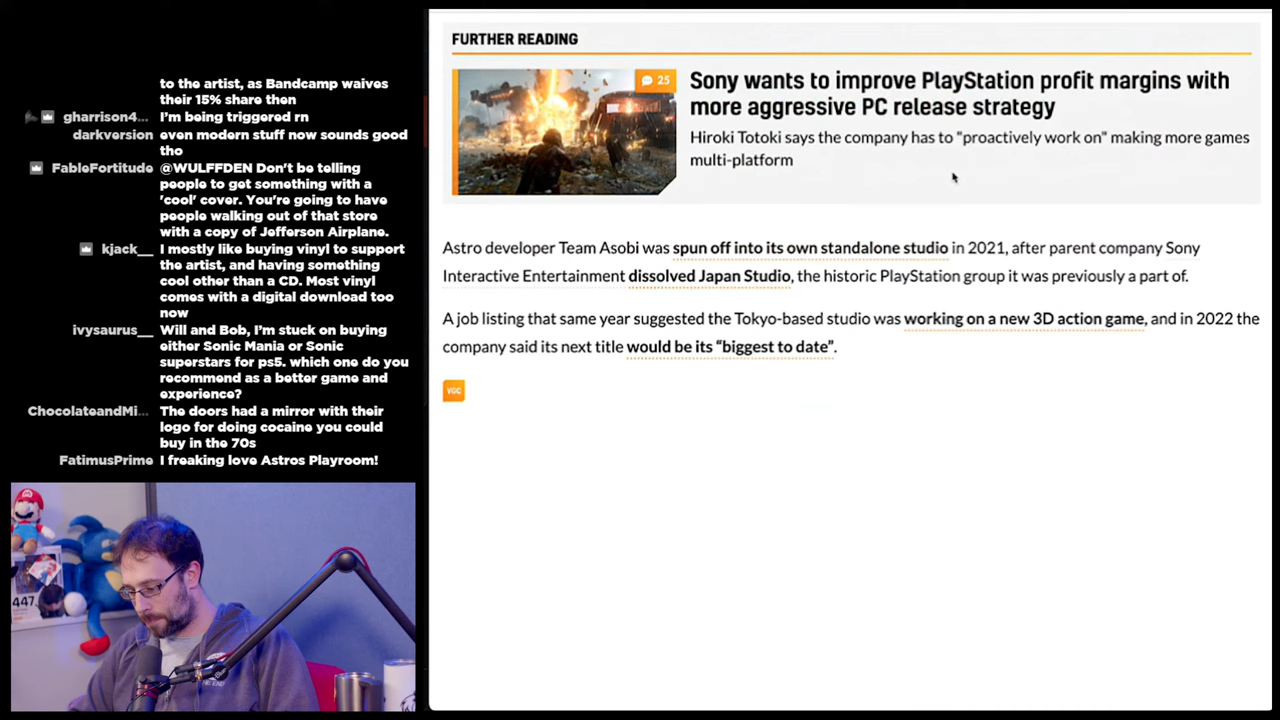 to the artist, as Bandcamp waives
their 15% share then
gharrison4... I'm being triggered rn
darkversion even modern stuff now sounds good
tho
FableFortitude @WULFFDEN Don't be telling
people to get something with a
'cool' cover. You're going to have
people walking out of that store
with a copy of Jefferson Airplane.
kjack__ I mostly like buying vinyl to support
the artist, and having something
cool other than a CD. Most vinyl
comes with a digital download too
now
ivysaurus__ Will and Bob, I'm stuck on buying
either Sonic Mania or Sonic
superstars for ps5. which one do you
recommend as a better game and
experience?
ChocolateandMi... The doors had a mirror with their
logo for doing cocaine you could
buy in the 70s
FatimusPrime I freaking love Astros Playroom!
447
THE END
FURTHER READING
25
Sony wants to improve PlayStation profit margins with
more aggressive PC release strategy
Hiroki Totoki says the company has to "proactively work on" making more games
multi-platform
Astro developer Team Asobi was spun off into its own standalone studio in 2021, after parent company Sony
Interactive Entertainment dissolved Japan Studio, the historic PlayStation group it was previously a part of.
A job listing that same year suggested the Tokyo-based studio was working on a new 3D action game, and in 2022 the
company said its next title would be its “biggest to date”.
VGC